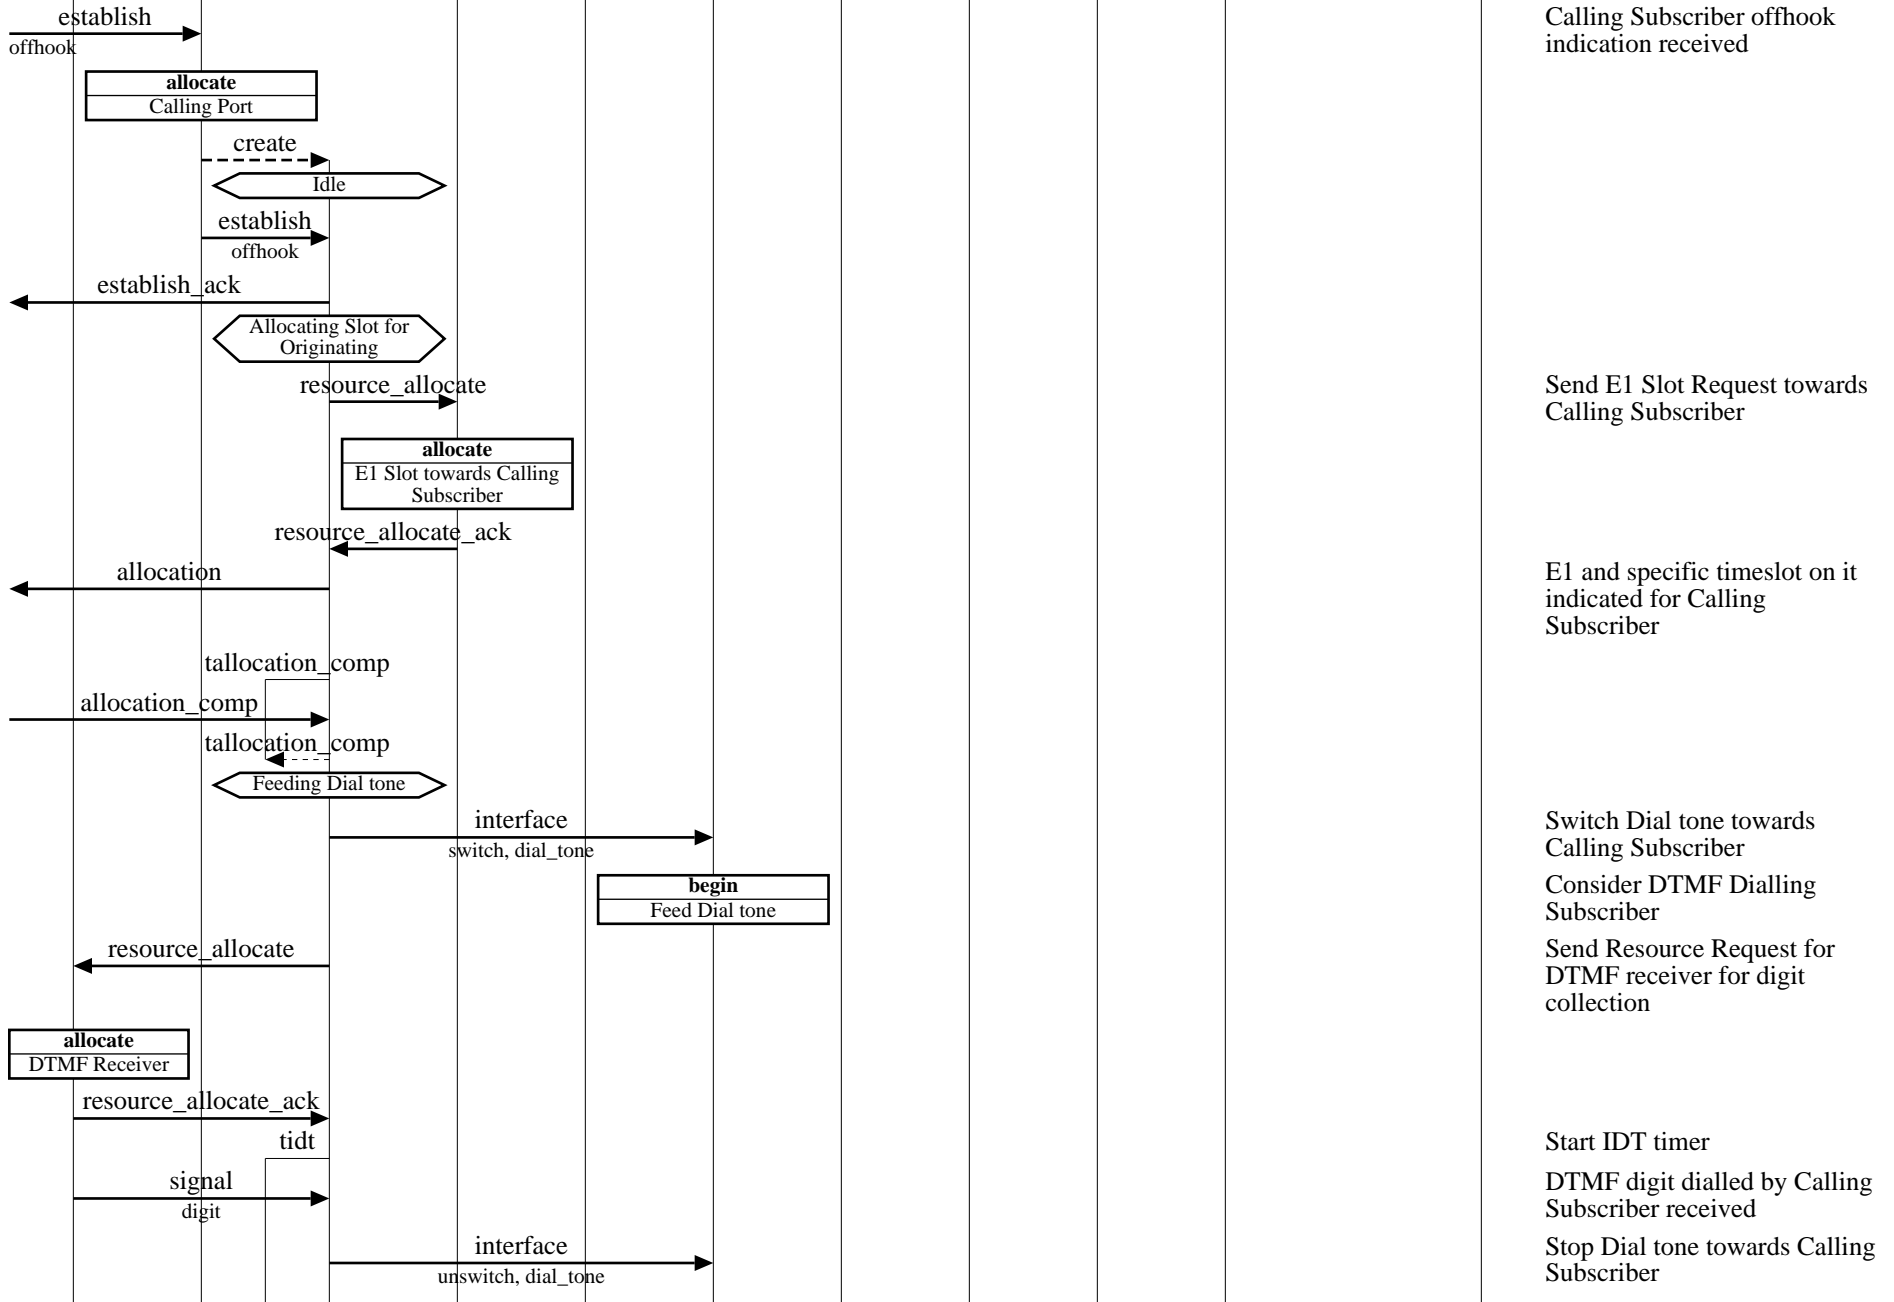 establish
Calling Subscriber offhook
offhook
indication received
allocate
Calling Port
create
Idle
establish
offhook
establish_ack
Allocating Slot for
Originating
resource_allocate
Send E1 Slot Request towards
Calling Subscriber
allocate
E1 Slot towards Calling
Subscriber
resource_allocate_ack
allocation
E1 and specific timeslot on it
indicated for Calling
Subscriber
tallocation_comp
allocation_comp
tallocation_comp
Feeding Dial tone
interface
switch, dial_tone
Switch Dial tone towards
Calling Subscriber
begin
Feed Dial tone
Consider DTMF Dialling
Subscriber
resource_allocate
Send Resource Request for
DTMF receiver for digit
collection
allocate
DTMF Receiver
resource_allocate_ack
tidt
Start IDT timer
signal
digit
DTMF digit dialled by Calling
Subscriber received
interface
unswitch, dial_tone
Stop Dial tone towards Calling
Subscriber